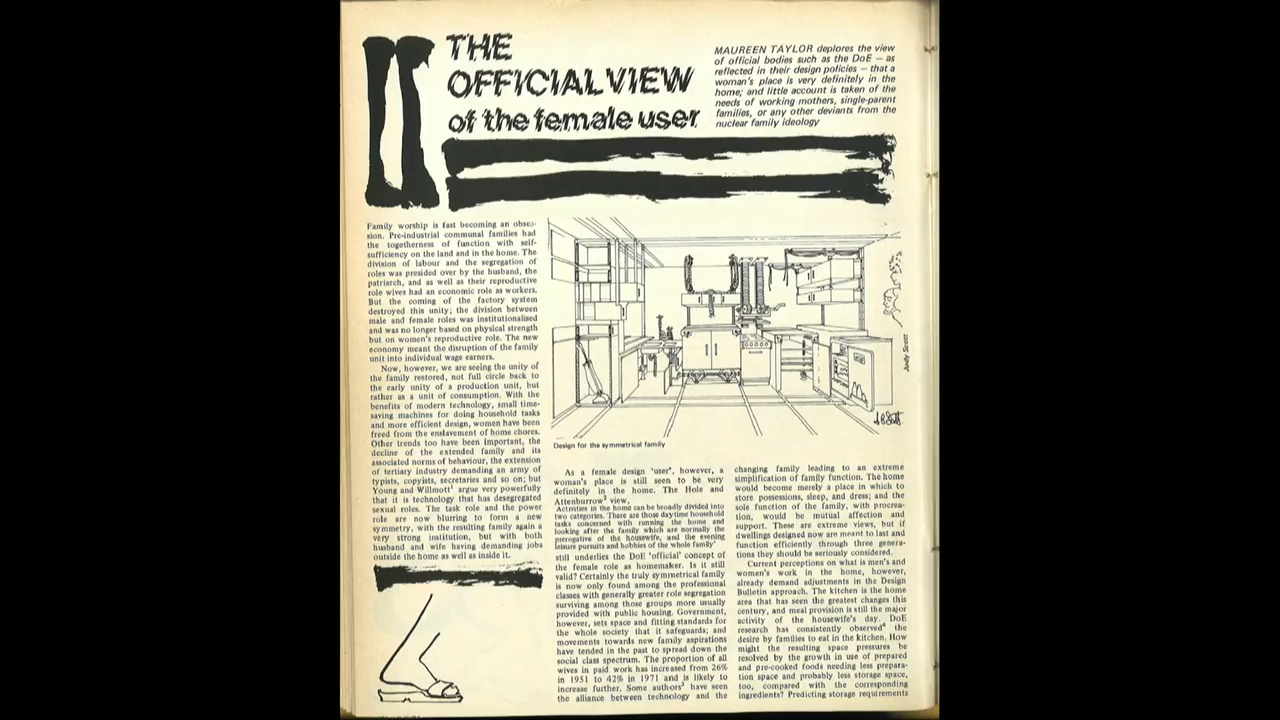 THE
OFFICIAL VIEW
of the female user
MAUREEN TAYLOR deplores the view
of official bodies such as the DoE — as
reflected in their design policies — that a
woman's place is very definitely in the
home; and little account is taken of the
needs of working mothers, single-parent
families, or any other deviants from the
nuclear family ideology
Family worship is fast becoming an obses-
sion. Pre-industrial communal families had
the togetherness of function with self-
sufficiency on the land and in the home. The
division of labour and the segregation of
roles was presided over by the husband, the
patriarch, and as well as their reproductive
role wives had an economic role as workers.
But the coming of the factory system
destroyed this unity; the division between
male and female roles was institutionalised
and was no longer based on physical strength
but on women's reproductive role. The new
economy meant the disruption of the family
unit into individual wage earners.
Now, however, we are seeing the unity of
the family restored, not full circle back to
the early unity of a production unit, but
rather as a unit of consumption. With the
benefits of modern technology, small time-
saving machines for doing household tasks
and more efficient design, women have been
freed from the enslavement of home chores.
Other trends too have been important, the
decline of the extended family and its
associated norms of behaviour, the extension
of tertiary industry demanding an army of
typists, copyists, secretaries and so on; but
Young and Willmott¹ argue very powerfully
that it is technology that has desegregated
sexual roles. The task role and the power
role are now blurring to form a new
symmetry, with the resulting family again a
very strong institution, but with both
husband and wife having demanding jobs
outside the home as well as inside it.
Judy Scott
Design for the symmetrical family
As a female design 'user', however, a
woman's place is still seen to be very
definitely in the home. The Hole and
Attenburrow² view,
Activities in the home can be broadly divided into
two categories. There are those daytime household
tasks concerned with running the home and
looking after the family which are normally the
prerogative of the housewife, and the evening
leisure pursuits and hobbies of the whole family'
still underlies the DoE 'official' concept of
the female role as homemaker. Is it still
valid? Certainly the truly symmetrical family
is now only found among the professional
classes with generally greater role segregation
surviving among those groups more usually
provided with public housing. Government,
however, sets space and fitting standards for
the whole society that it safeguards; and
movements towards new family aspirations
have tended in the past to spread down the
social class spectrum. The proportion of all
wives in paid work has increased from 26%
in 1951 to 42% in 1971 and is likely to
increase further. Some authors³ have seen
the alliance between technology and the
changing family leading to an extreme
simplification of family function. The home
would become merely a place in which to
store possessions, sleep, and dress; and the
sole function of the family, with procrea-
tion, would be mutual affection and
support. These are extreme views, but if
dwellings designed now are meant to last and
function efficiently through three genera-
tions they should be seriously considered.
Current perceptions on what is men's and
women's work in the home, however,
already demand adjustments in the Design
Bulletin approach. The kitchen is the home
area that has seen the greatest changes this
century, and meal provision is still the major
activity of the housewife's day. DoE
research has consistently observed⁴ the
desire by families to eat in the kitchen. How
might the resulting space pressures be
resolved by the growth in use of prepared
and pre-cooked foods needing less prepara-
tion space and probably less storage space,
too, compared with the corresponding
ingredients? Predicting storage requirements